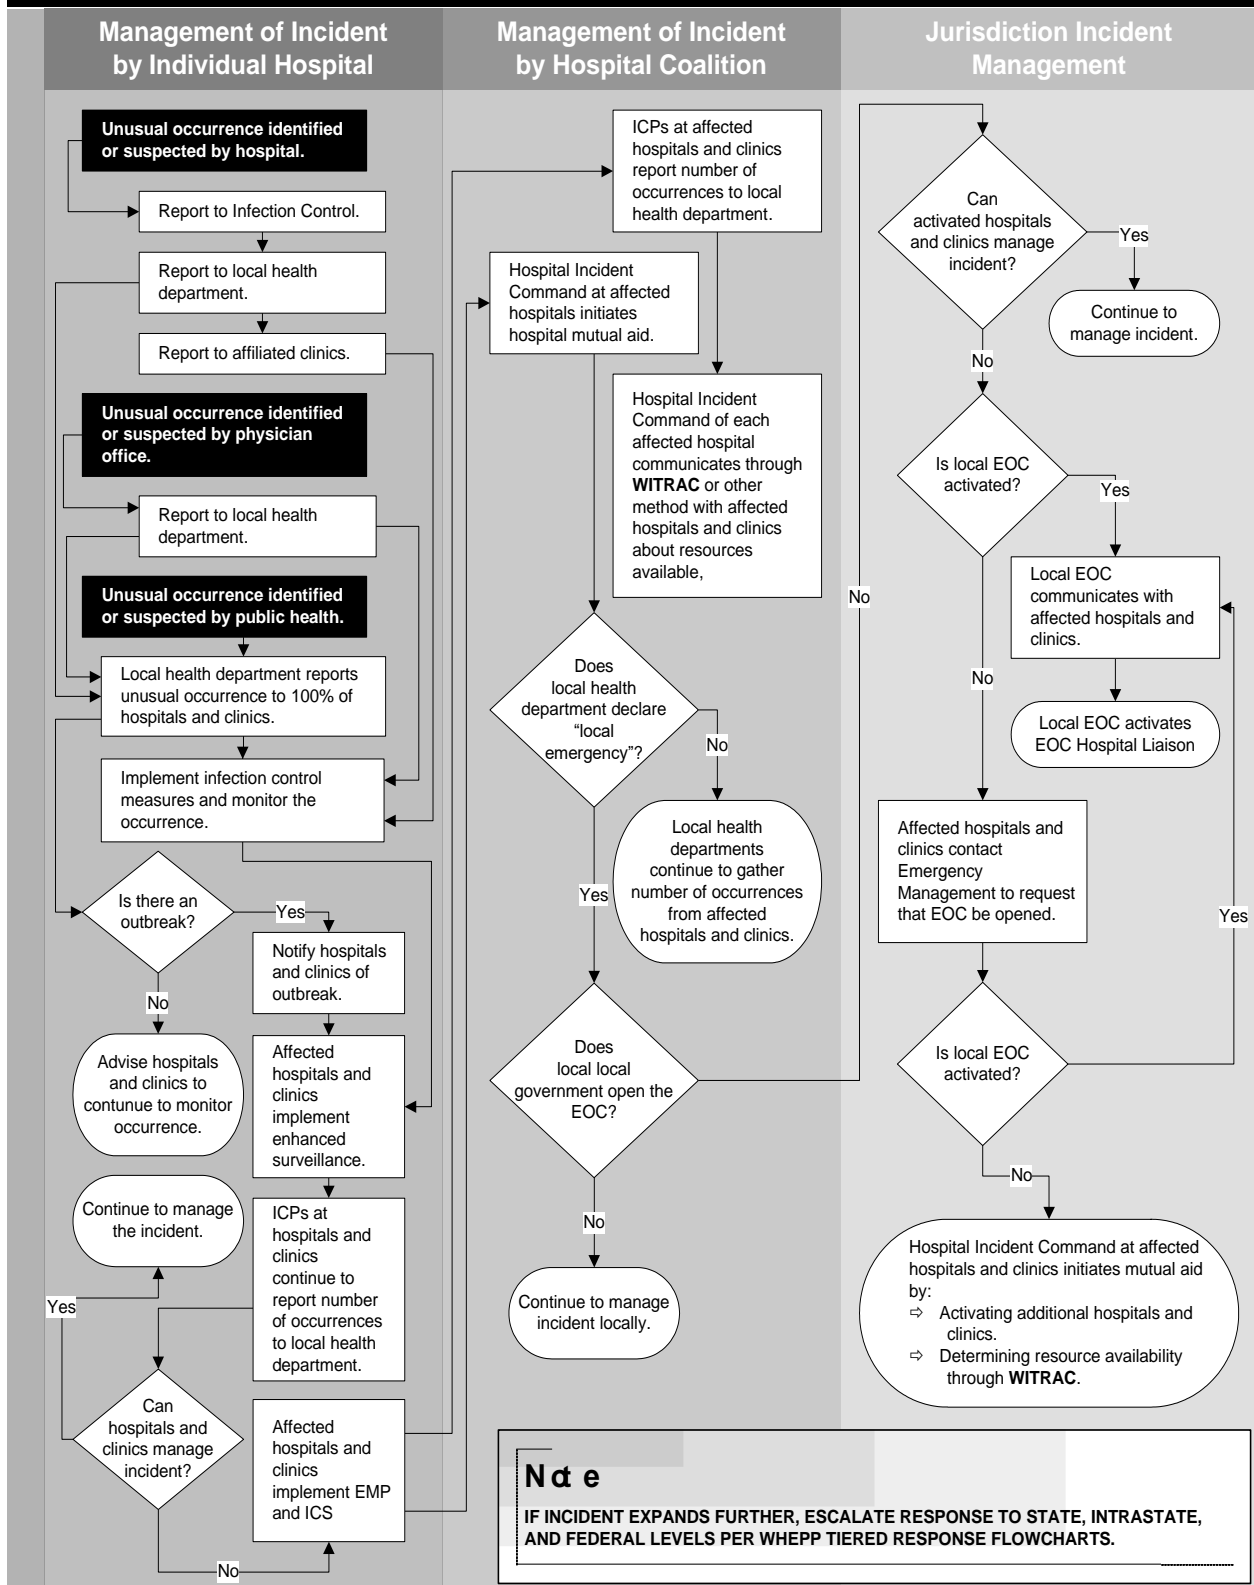 Management of Incident
by Individual Hospital
Unusual occurrence identified
or suspected by hospital.
Report to Infection Control.
Report to local health
department.
Report to affiliated clinics.
Unusual occurrence identified
or suspected by physician
office.
Report to local health
department.
Unusual occurrence identified
or suspected by public health.
Local health department reports
unusual occurrence to 100% of
hospitals and clinics.
Implement infection control
measures and monitor the
occurrence.
Is there an
outbreak?
Yes
Notify hospitals
and clinics of
outbreak.
No
Advise hospitals
and clinics to
contunue to monitor
occurrence.
Affected
hospitals and
clinics
implement
enhanced
surveillance.
Continue to manage
the incident.
ICPs at
hospitals and
clinics
continue to
report number
of occurrences
to local health
department.
Yes
Can
hospitals and
clinics manage
incident?
Affected
hospitals and
clinics
implement EMP
and ICS
No
Management of Incident
by Hospital Coalition
ICPs at affected
hospitals and clinics
report number of
occurrences to local
health department.
Hospital Incident
Command at affected
hospitals initiates
hospital mutual aid.
Hospital Incident
Command of each
affected hospital
communicates through
WITRAC or other
method with affected
hospitals and clinics
about resources
available,
Does
local health
department declare
“local
emergency”?
No
Local health
departments
continue to gather
number of occurrences
from affected
hospitals and clinics.
Yes
Does
local local
government open the
EOC?
No
No
Continue to manage
incident locally.
Jurisdiction Incident
Management
Can
activated hospitals
and clinics manage
incident?
Yes
Continue to
manage incident.
No
Is local EOC
activated?
Yes
Local EOC
communicates with
affected hospitals and
clinics.
Local EOC activates
EOC Hospital Liaison
No
Affected hospitals and
clinics contact
Emergency
Management to request
that EOC be opened.
Yes
Is local EOC
activated?
No
Hospital Incident Command at affected
hospitals and clinics initiates mutual aid
by:
⇨ Activating additional hospitals and
clinics.
⇨ Determining resource availability
through WITRAC.
Note
IF INCIDENT EXPANDS FURTHER, ESCALATE RESPONSE TO STATE, INTRASTATE,
AND FEDERAL LEVELS PER WHEPP TIERED RESPONSE FLOWCHARTS.